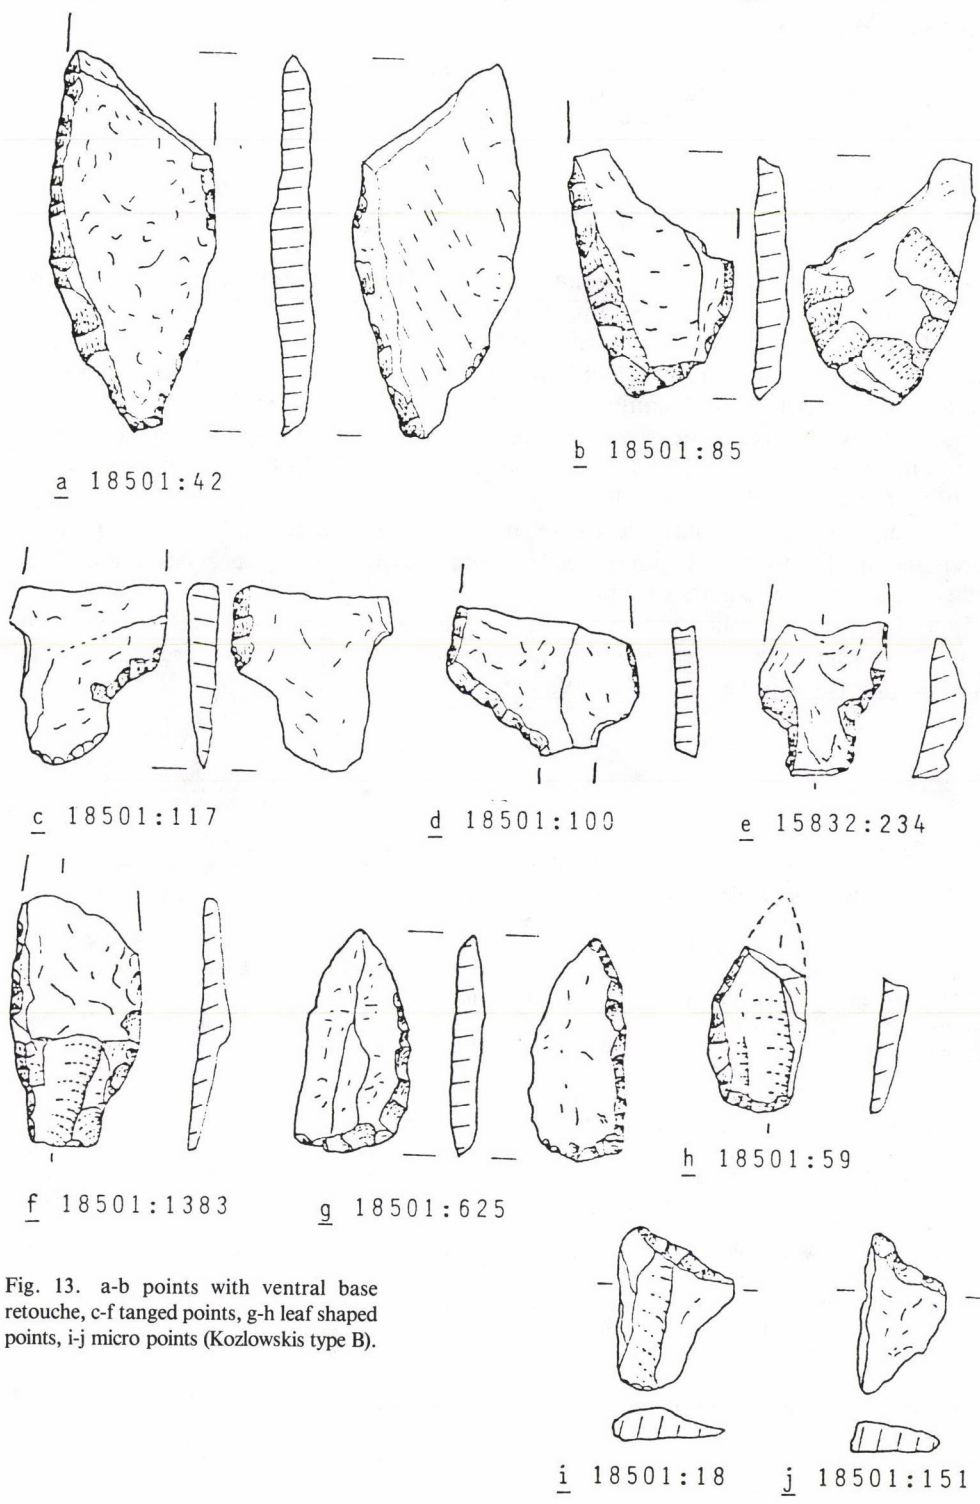 a 18501:42
b 18501:85
c 18501:117
d 18501:100
e 15832:234
f 18501:1383
g 18501:625
h 18501:59
Fig. 13. a-b points with ventral base
retouche, c-f tanged points, g-h leaf shaped
points, i-j micro points (Kozlowskis type B).
i 18501:18
j 18501:151